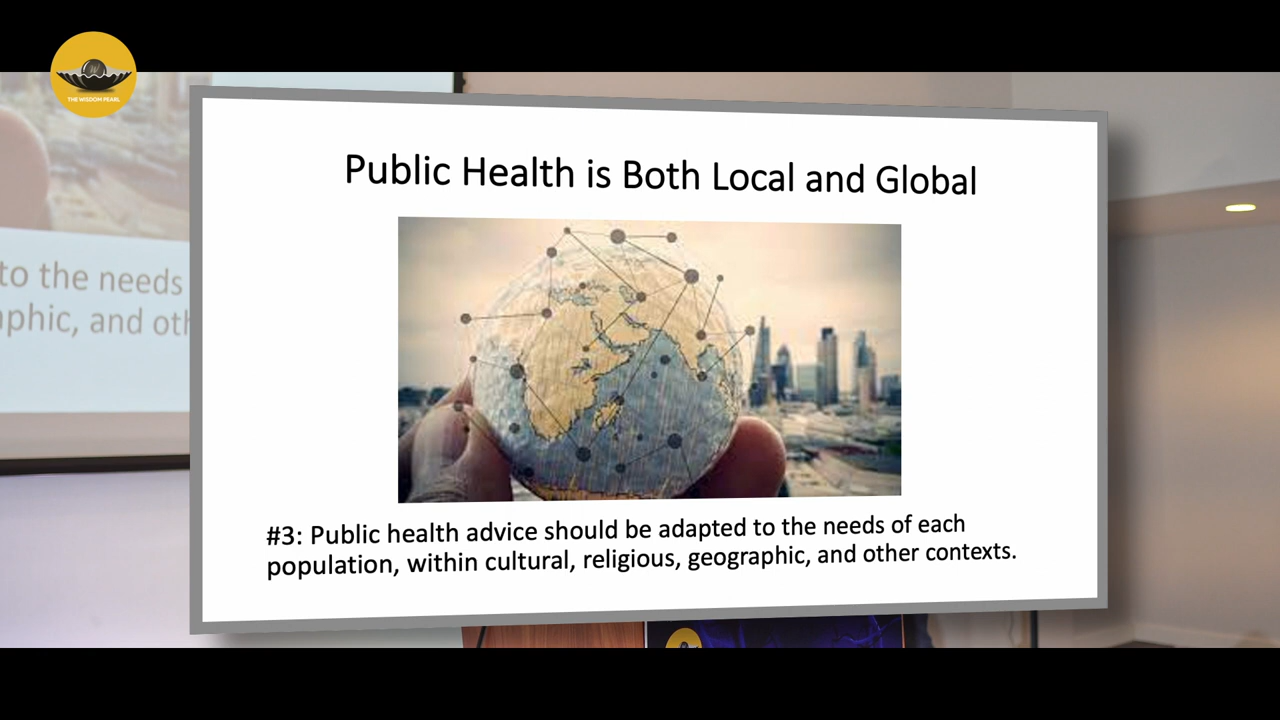 THE WISDOM PEARL
to the needs
aphic, and oth
Public Health is Both Local and Global
#3: Public health advice should be adapted to the needs of each
population, within cultural, religious, geographic, and other contexts.